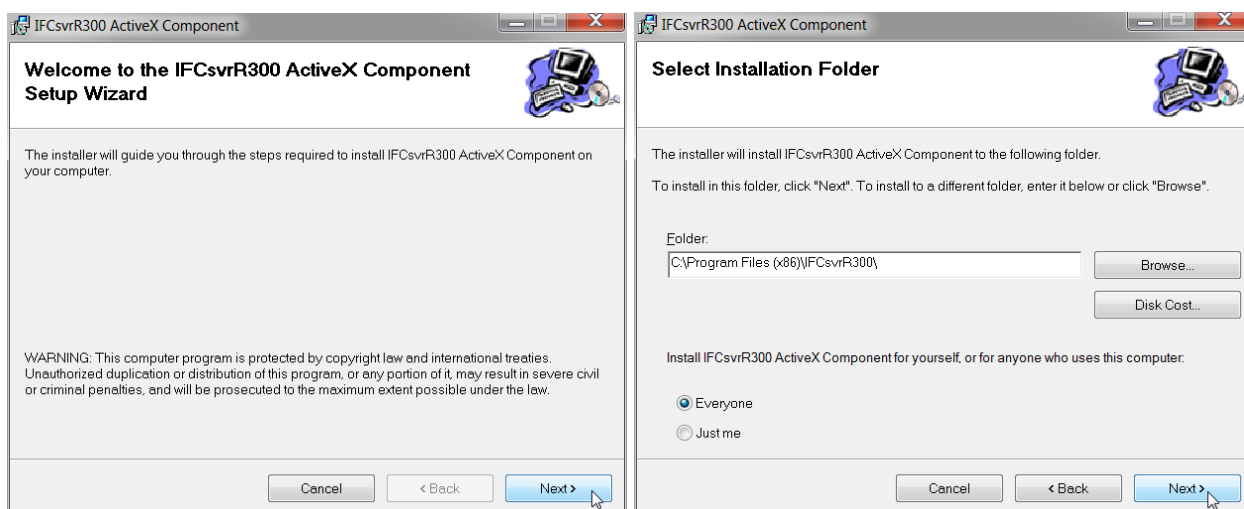 IFCsvrR300 ActiveX Component
Welcome to the IFCsvrR300 ActiveX Component
Setup Wizard
The installer will guide you through the steps required to install IFCsvrR300 ActiveX Component on
your computer.
WARNING: This computer program is protected by copyright law and international treaties.
Unauthorized duplication or distribution of this program, or any portion of it, may result in severe civil
or criminal penalties, and will be prosecuted to the maximum extent possible under the law.
Cancel
< Back
Next >
IFCsvrR300 ActiveX Component
Select Installation Folder
The installer will install IFCsvrR300 ActiveX Component to the following folder.
To install in this folder, click "Next". To install to a different folder, enter it below or click "Browse".
Folder:
C:\Program Files (x86)\IFCsvrR300\
Browse...
Disk Cost...
Install IFCsvrR300 ActiveX Component for yourself, or for anyone who uses this computer:
Everyone
Just me
Cancel
< Back
Next >